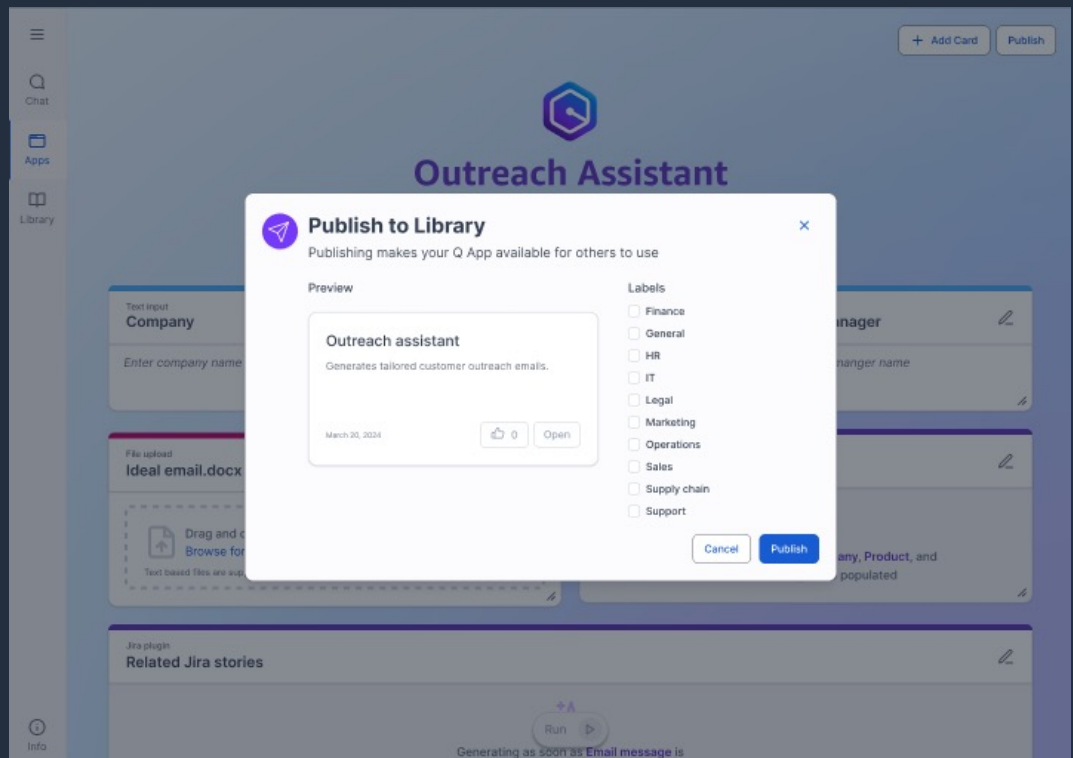 + Add Card
Publish
Chat
Apps
Library
Outreach Assistant
Publish to Library
Publishing makes your Q App available for others to use
Preview
Labels
Outreach assistant
Generates tailored customer outreach emails.
March 20, 2024
0
Open
Finance
General
HR
IT
Legal
Marketing
Operations
Sales
Supply chain
Support
Cancel
Publish
Text input
Company
Enter company name
name
File upload
Ideal email.docx
Drag and
Browse for
Text based files are
Product, and
populated
Jira plugin
Related Jira stories
Run
Generating as soon as Email message is
Info